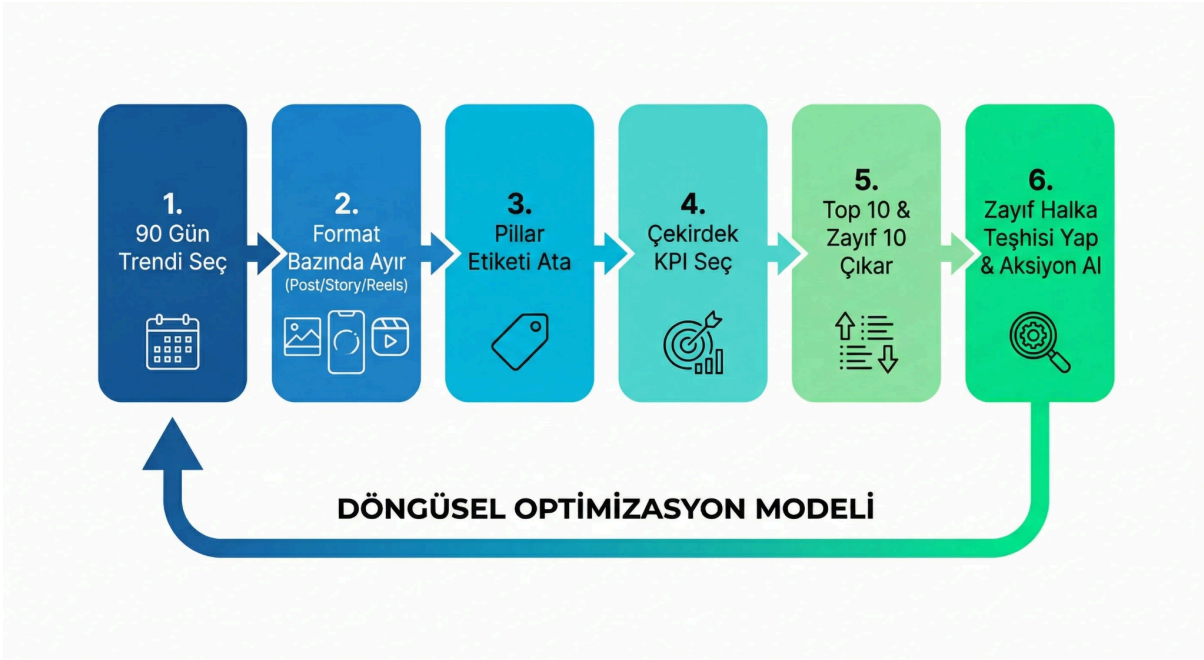 1.
90 Gün
Trendi Seç
2.
Format
Bazında Ayır
(Post/Story/Reels)
3.
Pillar
Etiketi Ata
4.
Çekirdek
KPI Seç
5.
Top 10 &
Zayıf 10
Çıkar
6.
Zayıf Halka
Teşhisi Yap
& Aksiyon Al
DÖNGÜSEL OPTİMİZASYON MODELİ